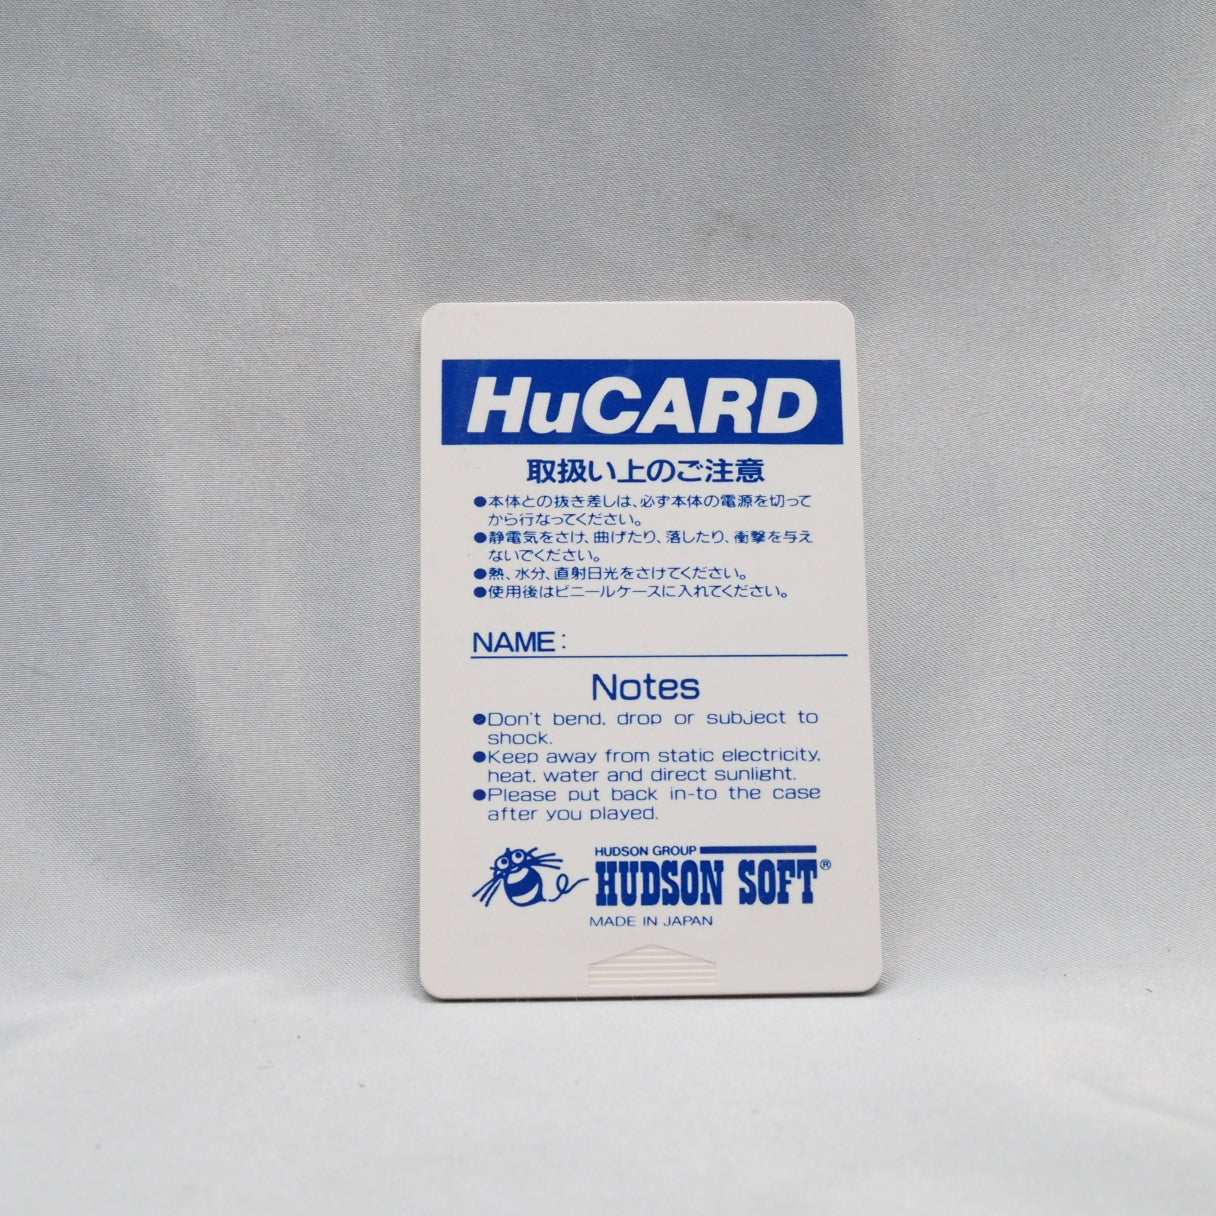 HuCARD
取扱い上のご注意
●本体との抜き差しは、必ず本体の電源を切って
から行なってください。
●静電気をさけ、曲げたり、落したり、衝撃を与え
ないでください。
●熱、水分、直射日光をさけてください。
●使用後はビニールケースに入れてください。
NAME:
Notes
●Don't bend, drop or subject to
shock.
●Keep away from static electricity,
heat, water and direct sunlight.
●Please put back in-to the case
after you played.
HUDSON GROUP
HUDSON SOFT®
MADE IN JAPAN